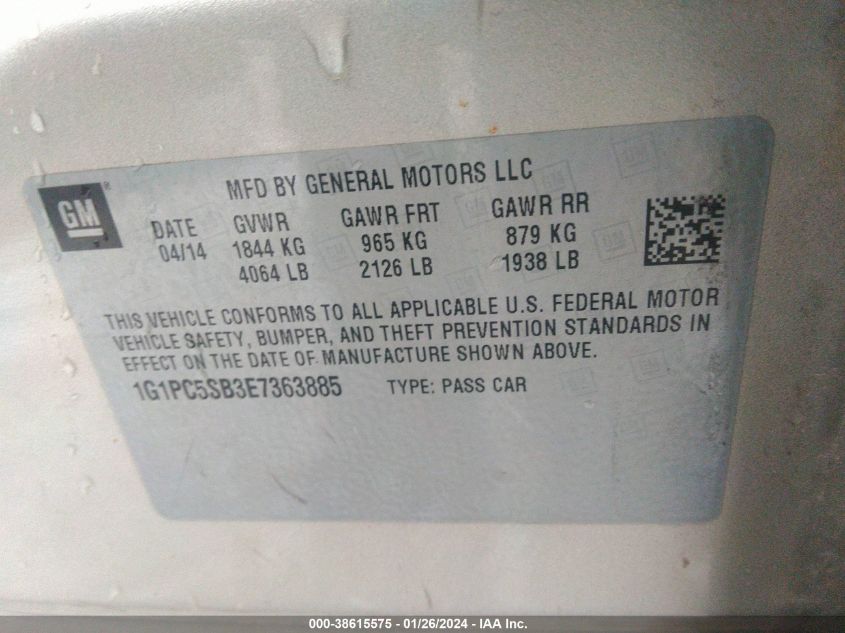 GM®
MFD BY GENERAL MOTORS LLC
DATE GVWR GAWR FRT GAWR RR
04/14 1844 KG 965 KG 879 KG
4064 LB 2126 LB 1938 LB
THIS VEHICLE CONFORMS TO ALL APPLICABLE U.S. FEDERAL MOTOR
VEHICLE SAFETY, BUMPER, AND THEFT PREVENTION STANDARDS IN
EFFECT ON THE DATE OF MANUFACTURE SHOWN ABOVE.
1G1PC5SB3E7363885 TYPE: PASS CAR
000-38615575 - 01/26/2024 - IAA Inc.